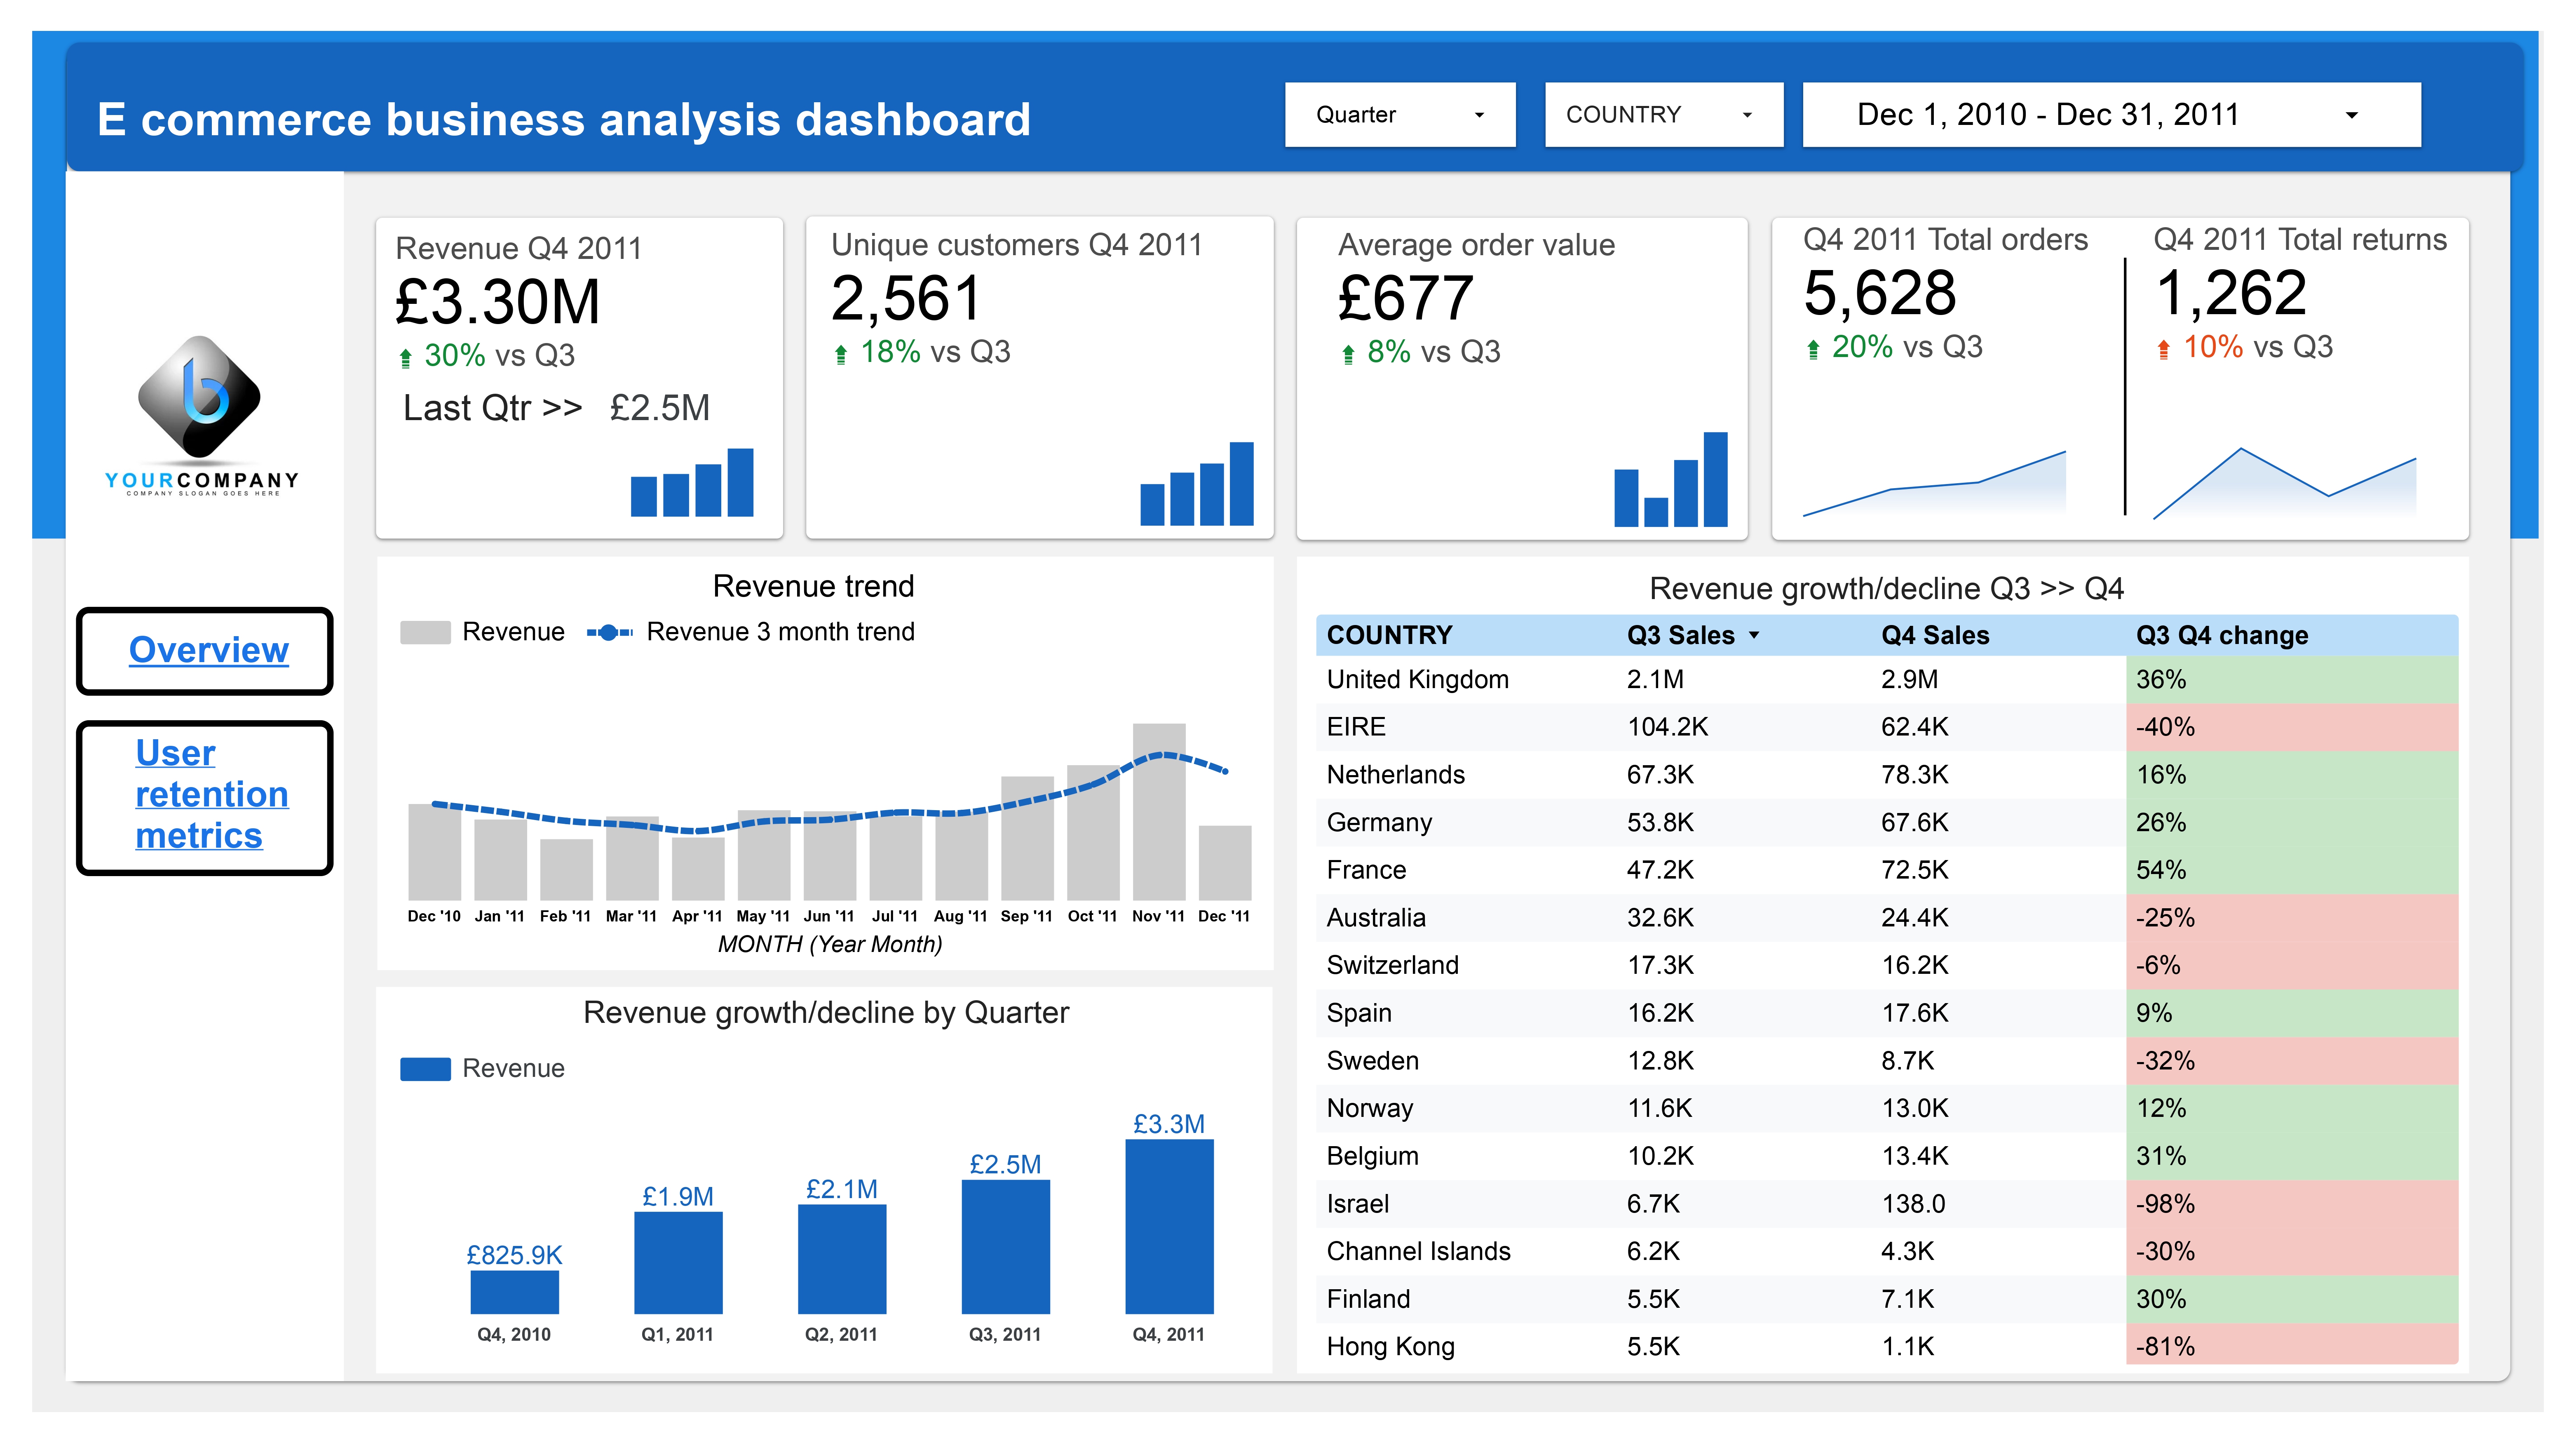 E commerce business analysis dashboard
Quarter
COUNTRY
Dec 1, 2010 - Dec 31, 2011
YOURCOMPANY
COMPANY SLOGAN GOES HERE
Overview
User
retention
metrics
Revenue Q4 2011
£3.30M
30% vs Q3
Last Qtr >> £2.5M
Unique customers Q4 2011
2,561
18% vs Q3
Average order value
£677
8% vs Q3
Q4 2011 Total orders
5,628
20% vs Q3
Q4 2011 Total returns
1,262
10% vs Q3
Revenue trend
Revenue Revenue 3 month trend
Dec '10 Jan '11 Feb '11 Mar '11 Apr '11 May '11 Jun '11 Jul '11 Aug '11 Sep '11 Oct '11 Nov '11 Dec '11
MONTH (Year Month)
Revenue growth/decline by Quarter
Revenue
£825.9K £1.9M £2.1M £2.5M £3.3M
Q4, 2010 Q1, 2011 Q2, 2011 Q3, 2011 Q4, 2011
Revenue growth/decline Q3 >> Q4
COUNTRY Q3 Sales Q4 Sales Q3 Q4 change
United Kingdom 2.1M 2.9M 36%
EIRE 104.2K 62.4K -40%
Netherlands 67.3K 78.3K 16%
Germany 53.8K 67.6K 26%
France 47.2K 72.5K 54%
Australia 32.6K 24.4K -25%
Switzerland 17.3K 16.2K -6%
Spain 16.2K 17.6K 9%
Sweden 12.8K 8.7K -32%
Norway 11.6K 13.0K 12%
Belgium 10.2K 13.4K 31%
Israel 6.7K 138.0 -98%
Channel Islands 6.2K 4.3K -30%
Finland 5.5K 7.1K 30%
Hong Kong 5.5K 1.1K -81%